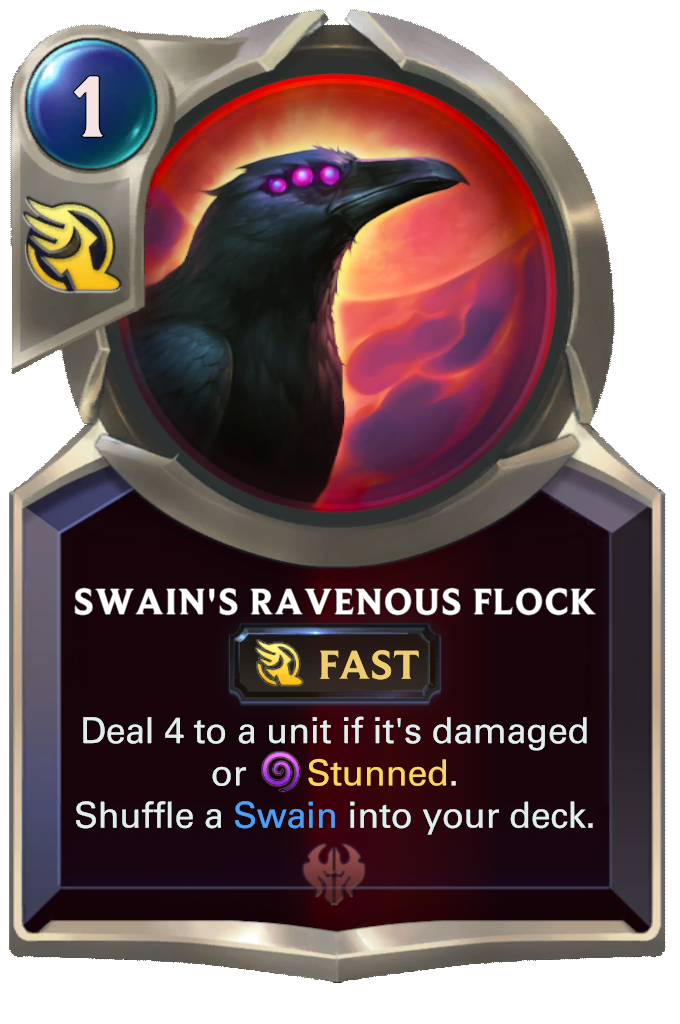 1
SWAIN'S RAVENOUS FLOCK
FAST
Deal 4 to a unit if it's damaged
or Stunned.
Shuffle a Swain into your deck.